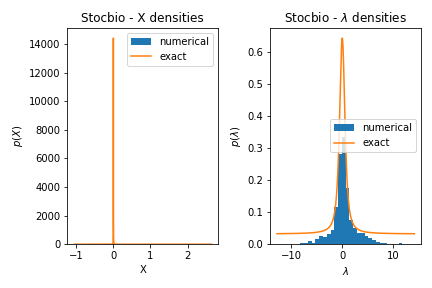 Stocbio - X densities
14000
12000
10000
8000
6000
4000
2000
0
p(X)
-1
0
1
2
X
numerical
exact
Stocbio - λ densities
0.6
0.5
0.4
0.3
0.2
0.1
0.0
p(λ)
−10
0
10
λ
numerical
exact